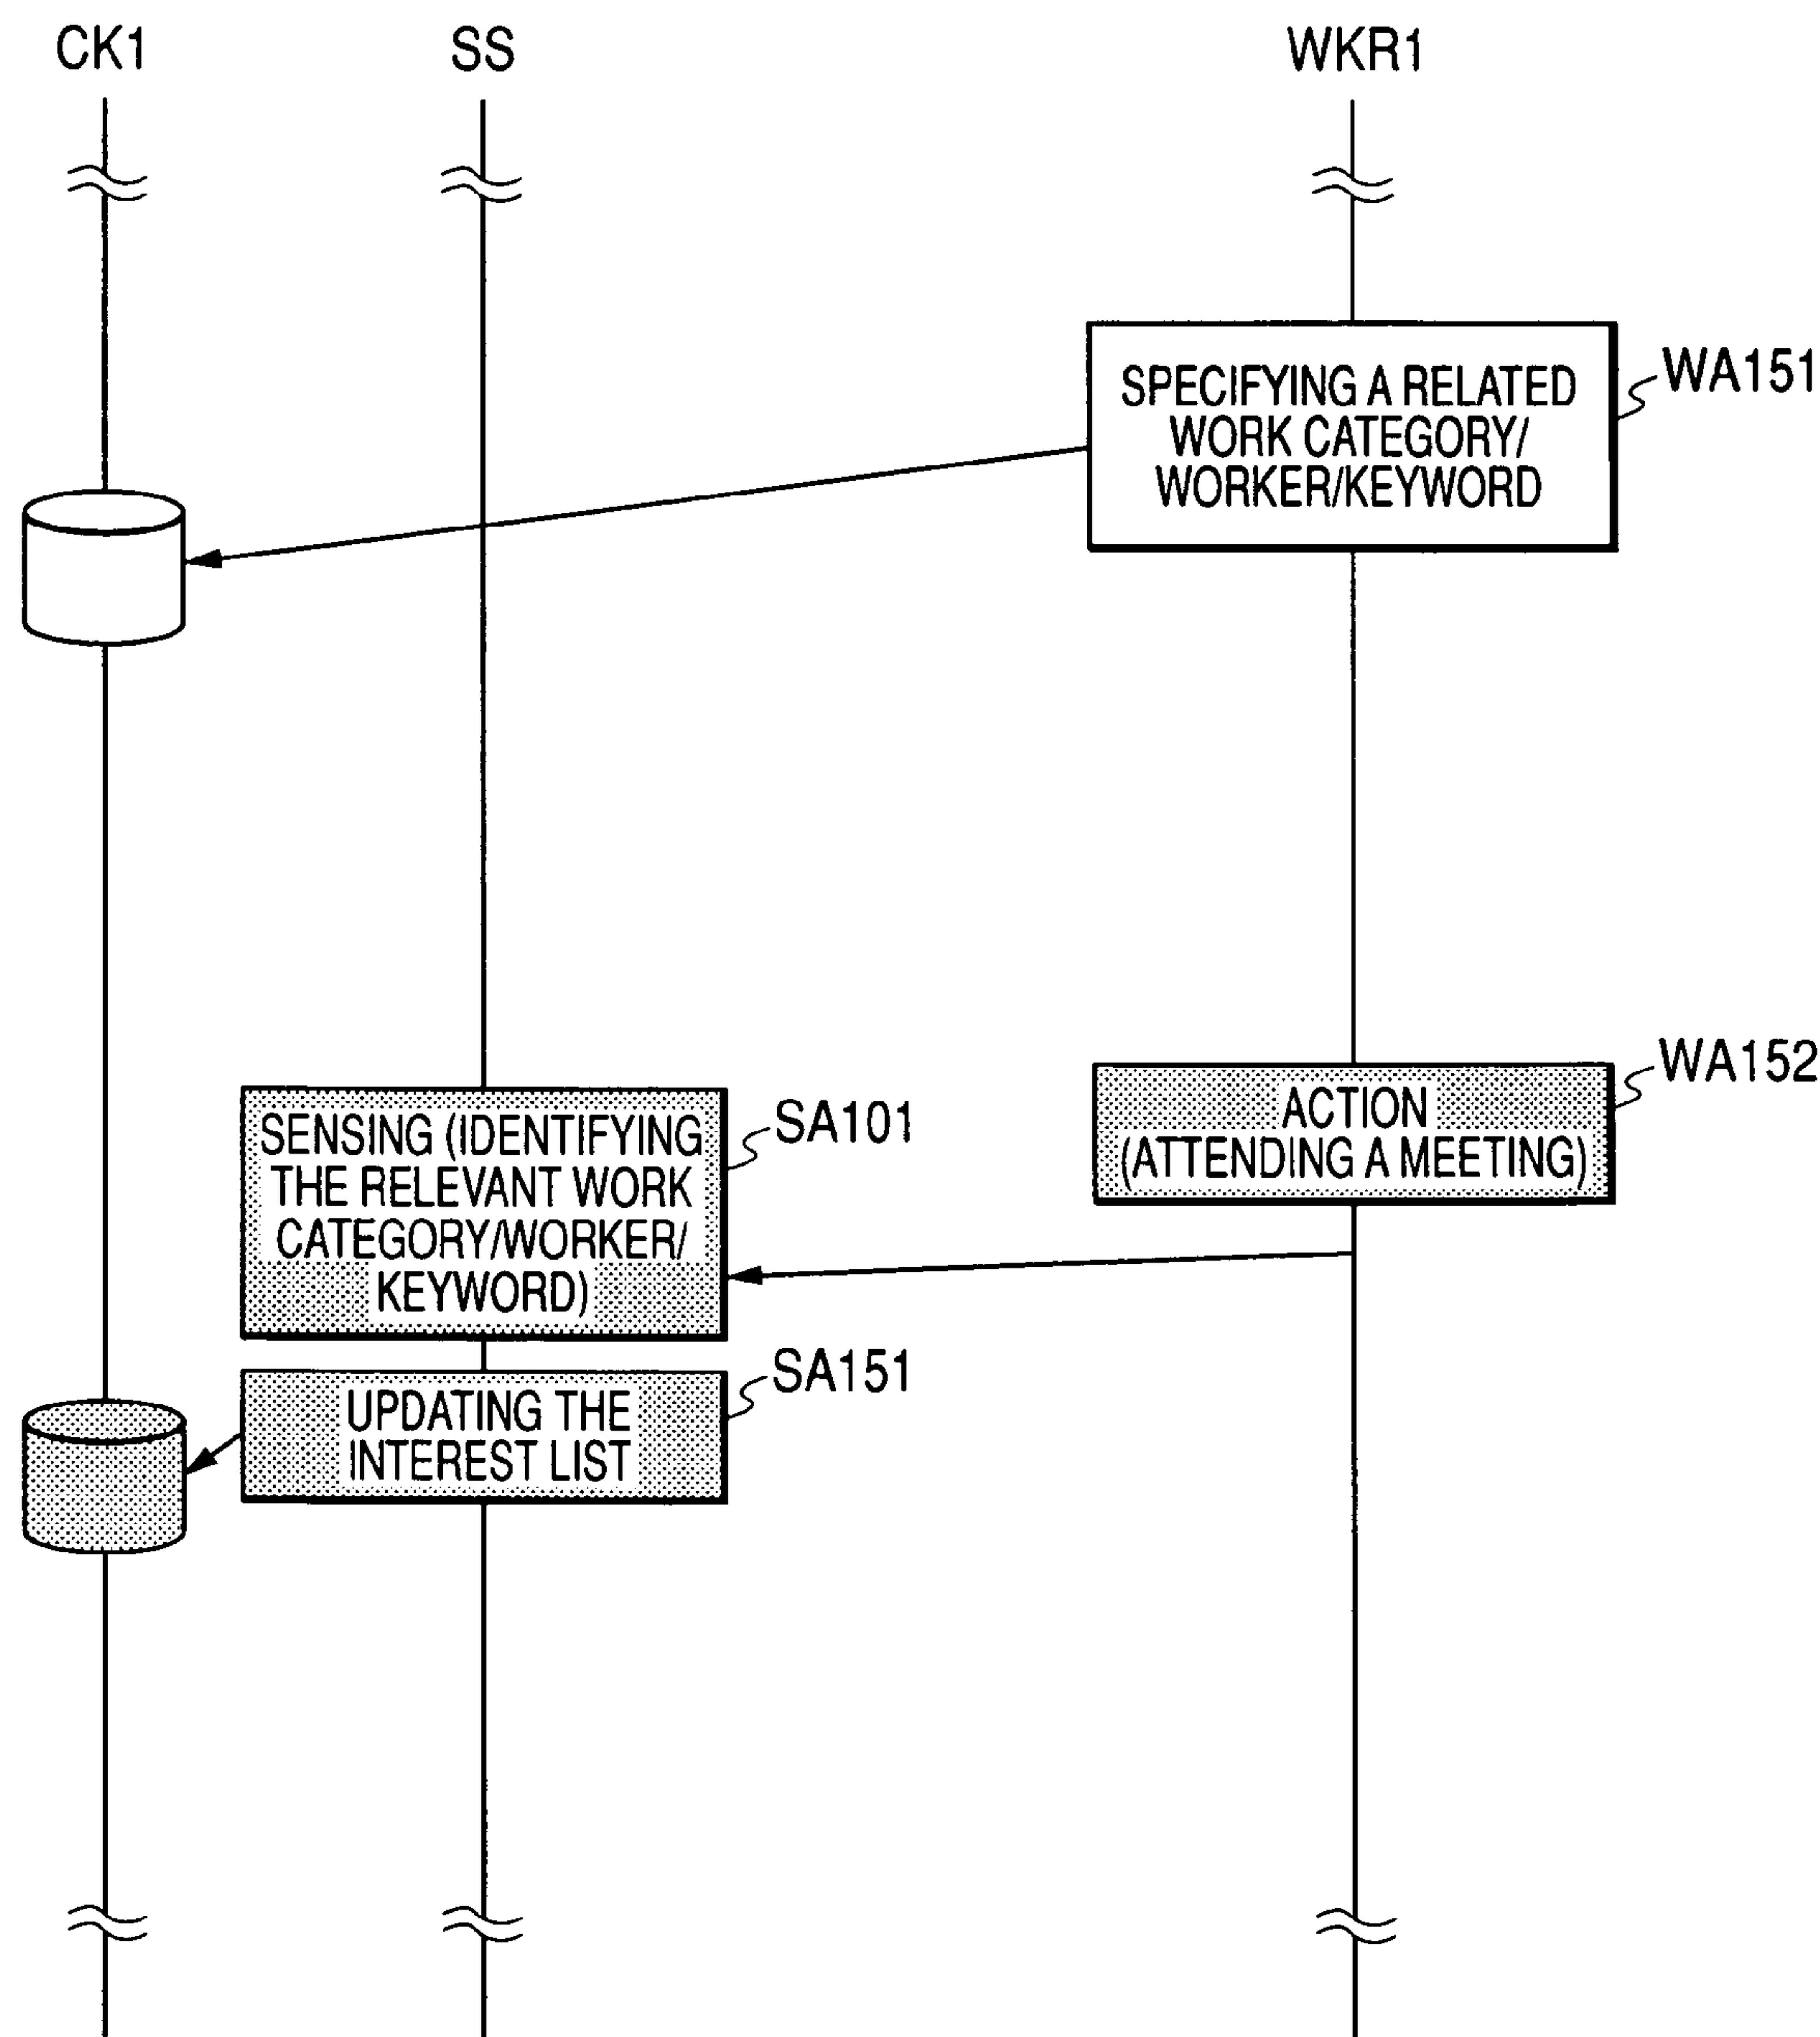 CK1
SS
WKR1
SPECIFYING A RELATED
WORK CATEGORY/
WORKER/KEYWORD
WA151
ACTION
(ATTENDING A MEETING)
WA152
SENSING (IDENTIFYING
THE RELEVANT WORK
CATEGORY/WORKER/
KEYWORD)
SA101
UPDATING THE
INTEREST LIST
SA151